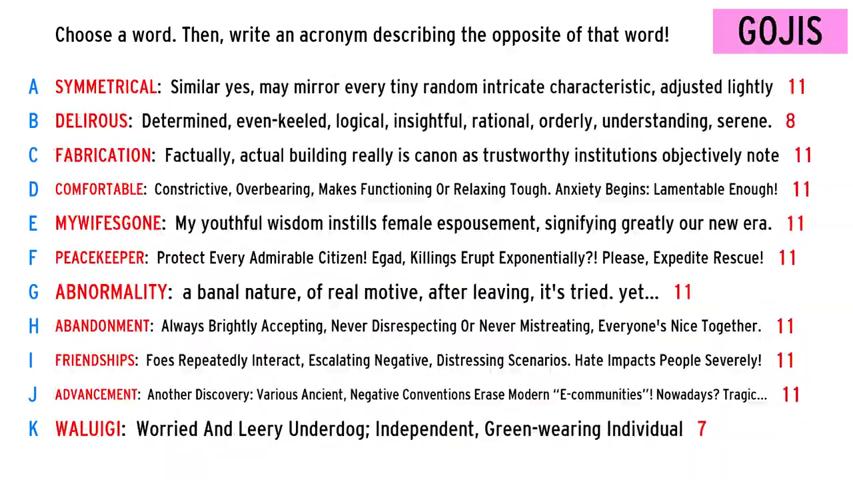 Choose a word. Then, write an acronym describing the opposite of that word!
GOJIS
A SYMMETRICAL: Similar yes, may mirror every tiny random intricate characteristic, adjusted lightly 11
B DELIROUS: Determined, even-keeled, logical, insightful, rational, orderly, understanding, serene. 8
C FABRICATION: Factually, actual building really is canon as trustworthy institutions objectively note 11
D COMFORTABLE: Constrictive, Overbearing, Makes Functioning Or Relaxing Tough. Anxiety Begins: Lamentable Enough! 11
E MYWIFESGONE: My youthful wisdom instills female espousement, signifying greatly our new era. 11
F PEACEKEEPER: Protect Every Admirable Citizen! Egad, Killings Erupt Exponentially?! Please, Expedite Rescue! 11
G ABNORMALITY: a banal nature, of real motive, after leaving, it's tried. yet... 11
H ABANDONMENT: Always Brightly Accepting, Never Disrespecting Or Never Mistreating, Everyone's Nice Together. 11
I FRIENDSHIPS: Foes Repeatedly Interact, Escalating Negative, Distressing Scenarios. Hate Impacts People Severely! 11
J ADVANCEMENT: Another Discovery: Various Ancient, Negative Conventions Erase Modern "E-communities"! Nowadays? Tragic... 11
K WALUIGI: Worried And Leery Underdog; Independent, Green-wearing Individual 7